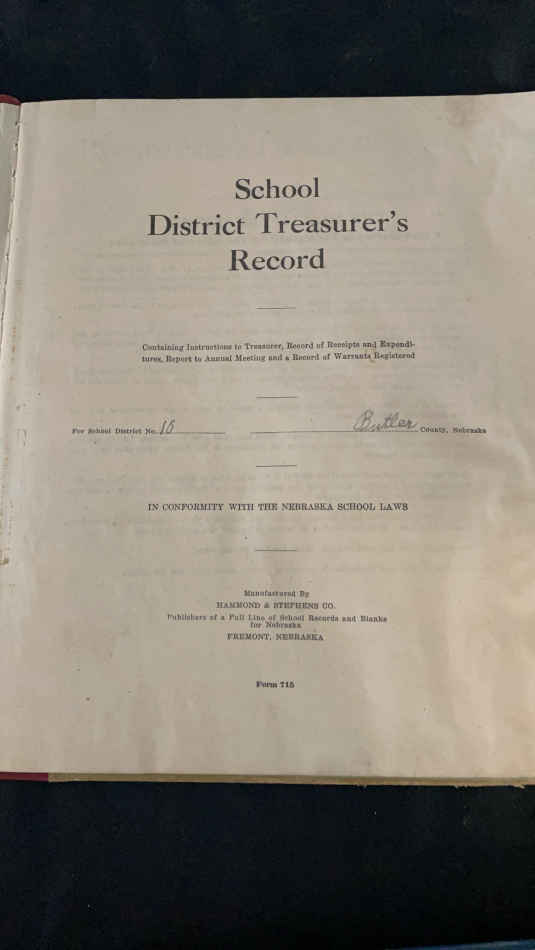 School
District Treasurer's
Record
Containing Instructions to Treasurer, Record of Receipts and Expendi-
tures, Report to Annual Meeting and a Record of Warrants Registered
For School District No. 10 Butler County, Nebraska
IN CONFORMITY WITH THE NEBRASKA SCHOOL LAWS
Manufactured By
HAMMOND & STEPHENS CO.
Publishers of a Full Line of School Records and Blanks
for Nebraska
FREMONT, NEBRASKA
Form 715